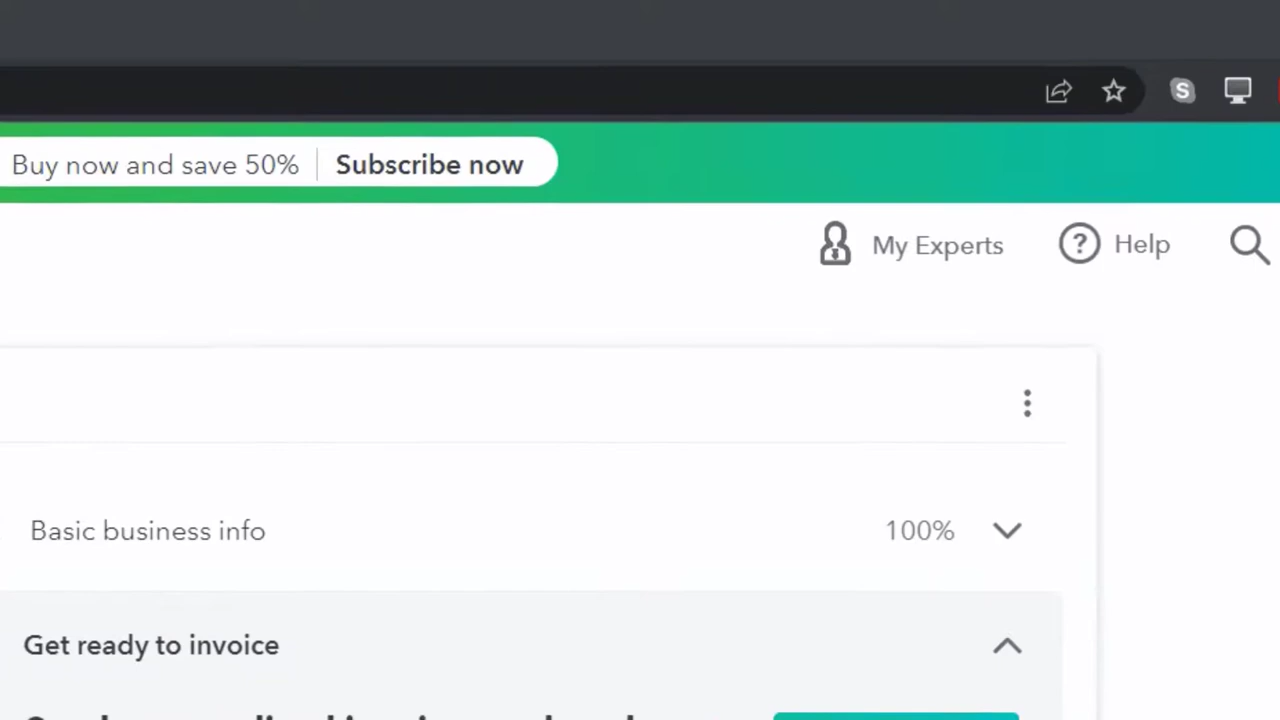 S
Buy now and save 50% Subscribe now
My Experts ? Help
Basic business info 100%
Get ready to invoice